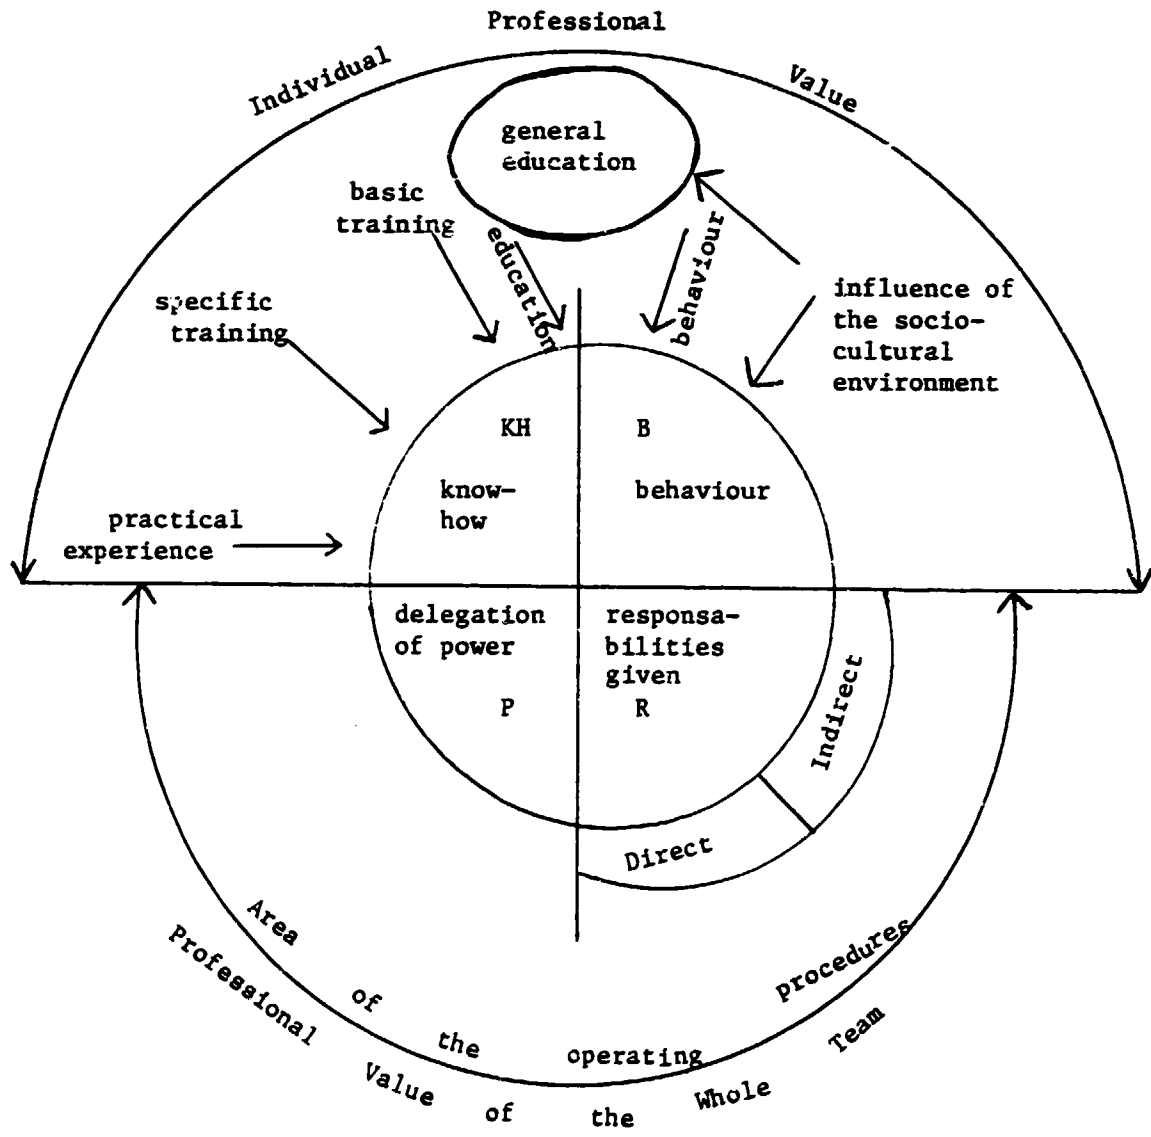 Individual Professional Value
general
education
basic
training
education
behaviour
specific
training
influence of
the socio-
cultural
environment
KH
B
know-
how
behaviour
practical
experience
delegation
of power
responsa-
bilities
given
P
R
Indirect
Direct
Area of the operating procedures
Professional Value of the Whole Team